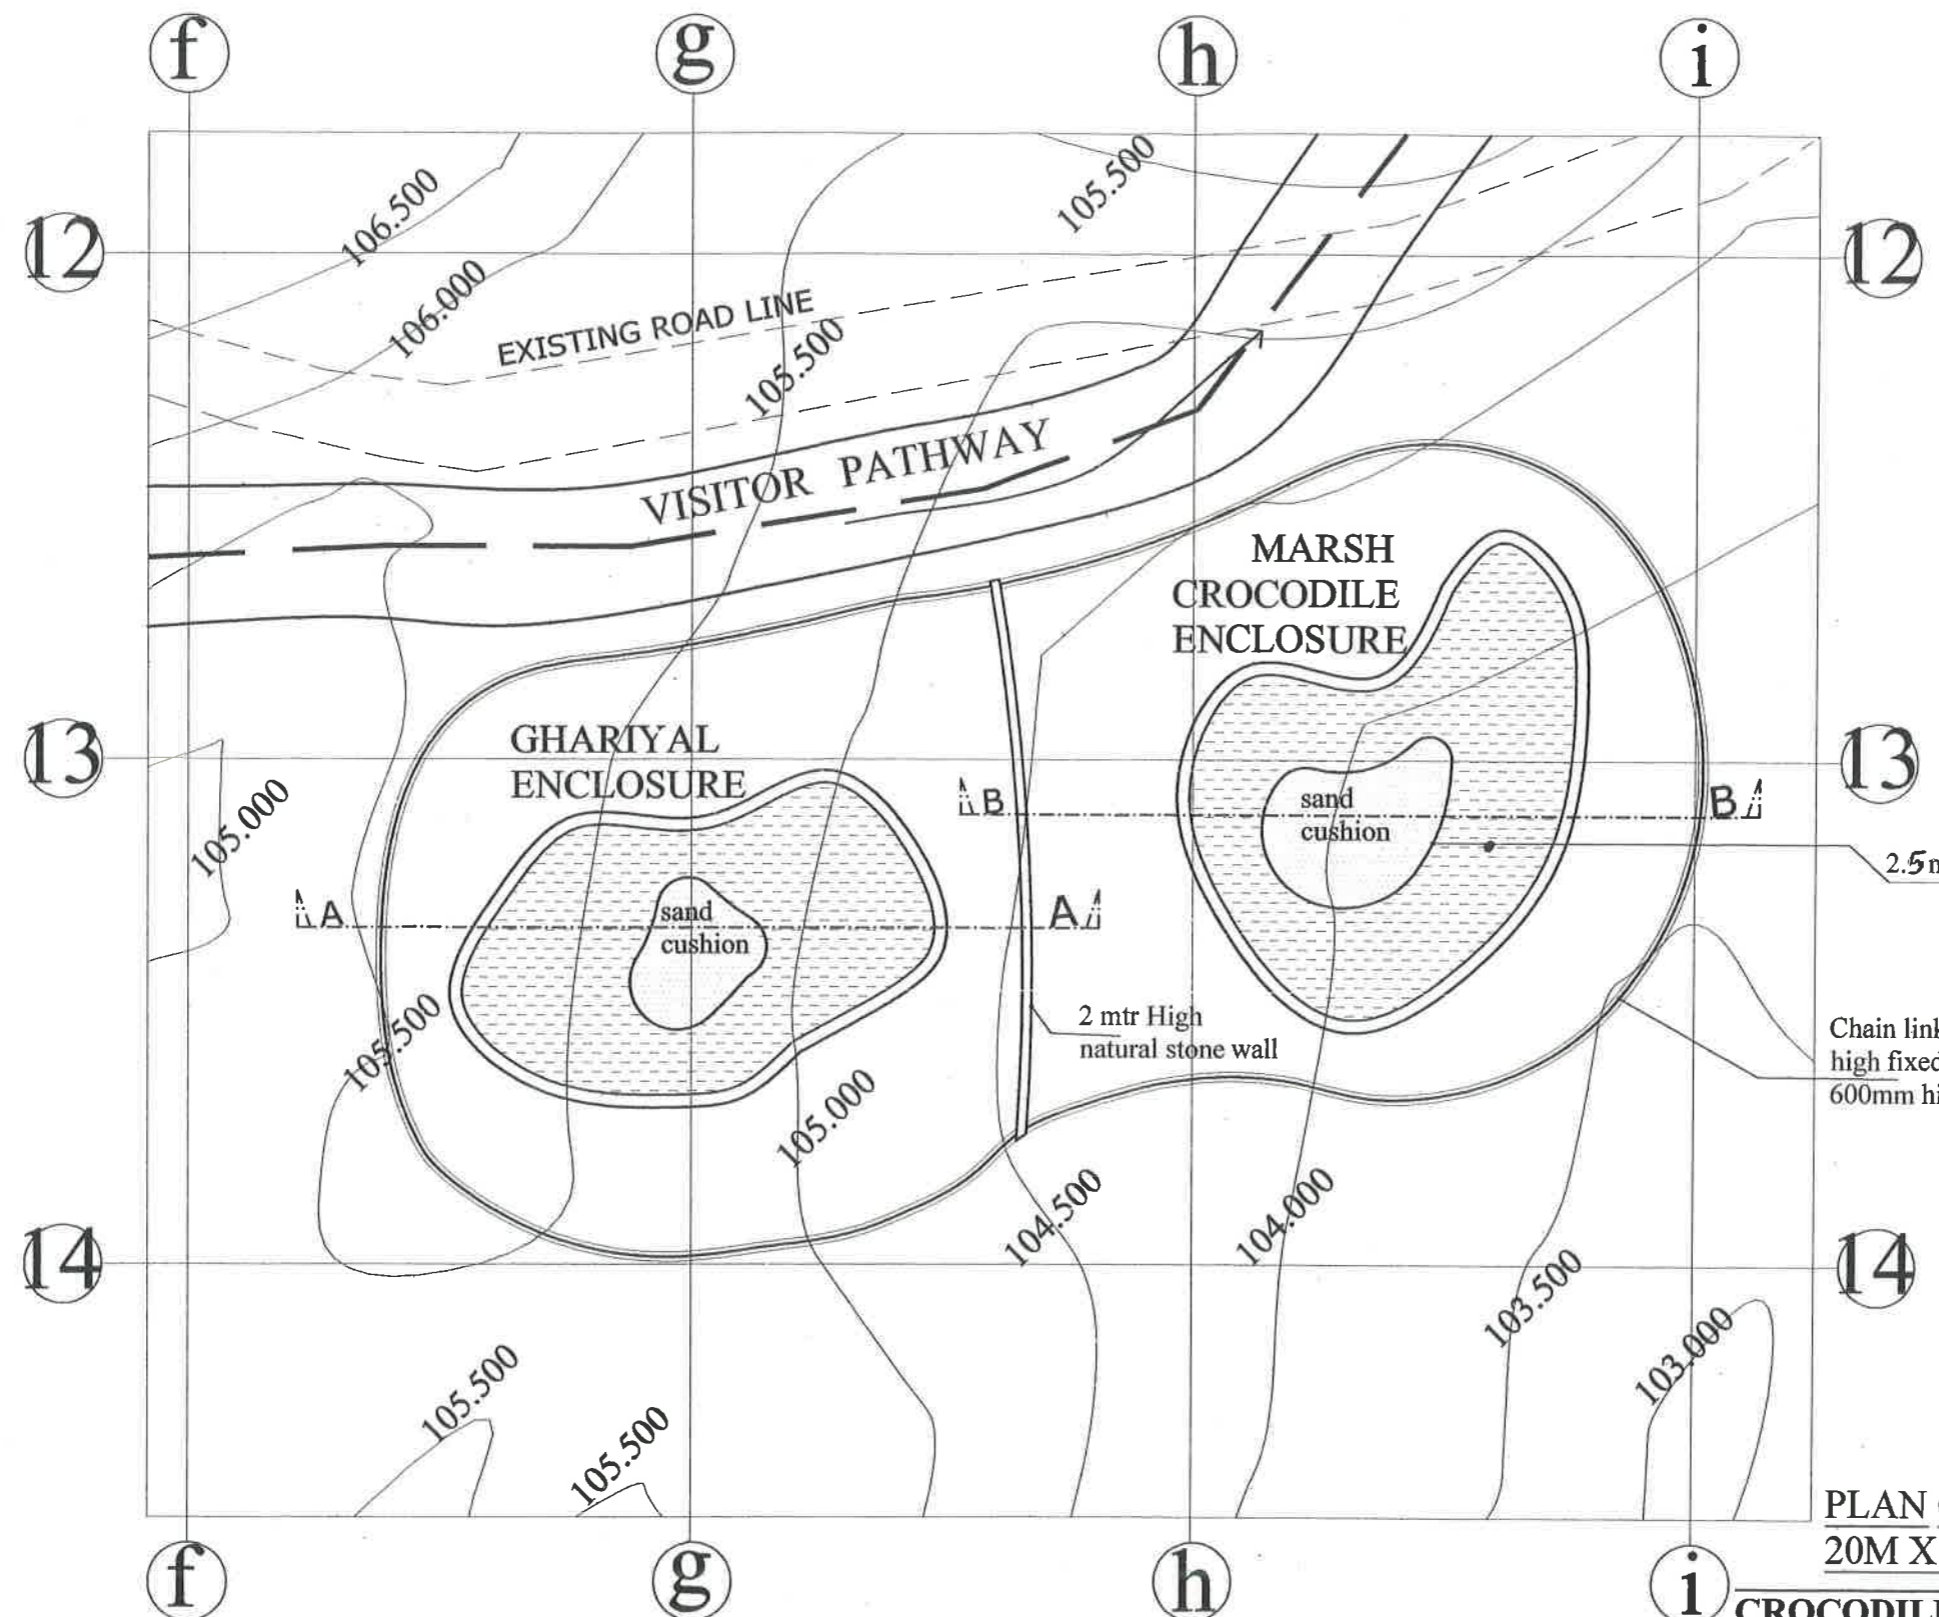 f g h i
106.500
105.500
12 12
106.000
EXISTING ROAD LINE
105.500
VISITOR PATHWAY
MARSH
CROCODILE
ENCLOSURE
GHARIYAL
ENCLOSURE
13 13
105.000
B B
sand
cushion
2.5m
A A
sand
cushion
105.500
2 mtr High
natural stone wall
Chain link
high fixed
600mm hi
105.000
104.500
104.000
14 14
103.500
103.000
105.500
105.500
PLAN
20M X
f g h i
CROCODIL